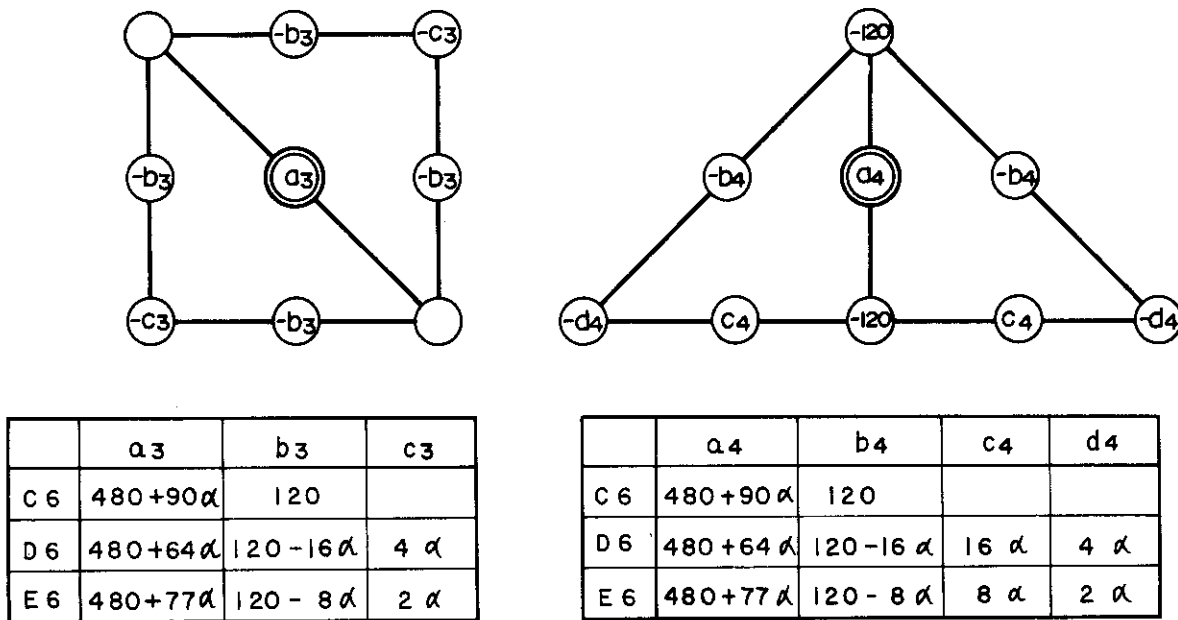 -b3 -c3
-b3 a3 -b3
-c3 -b3
-120
-b4 a4 -b4
-d4 c4 -120 c4 -d4
a3 b3 c3
C6 480+90α 120
D6 480+64α 120-16α 4α
E6 480+77α 120-8α 2α
a4 b4 c4 d4
C6 480+90α 120
D6 480+64α 120-16α 16α 4α
E6 480+77α 120-8α 8α 2α